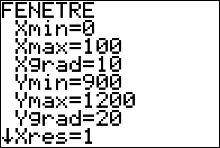 FENETRE
Xmin=0
Xmax=100
Xgrad=10
Ymin=900
Ymax=1200
Ygrad=20
↓Xres=1